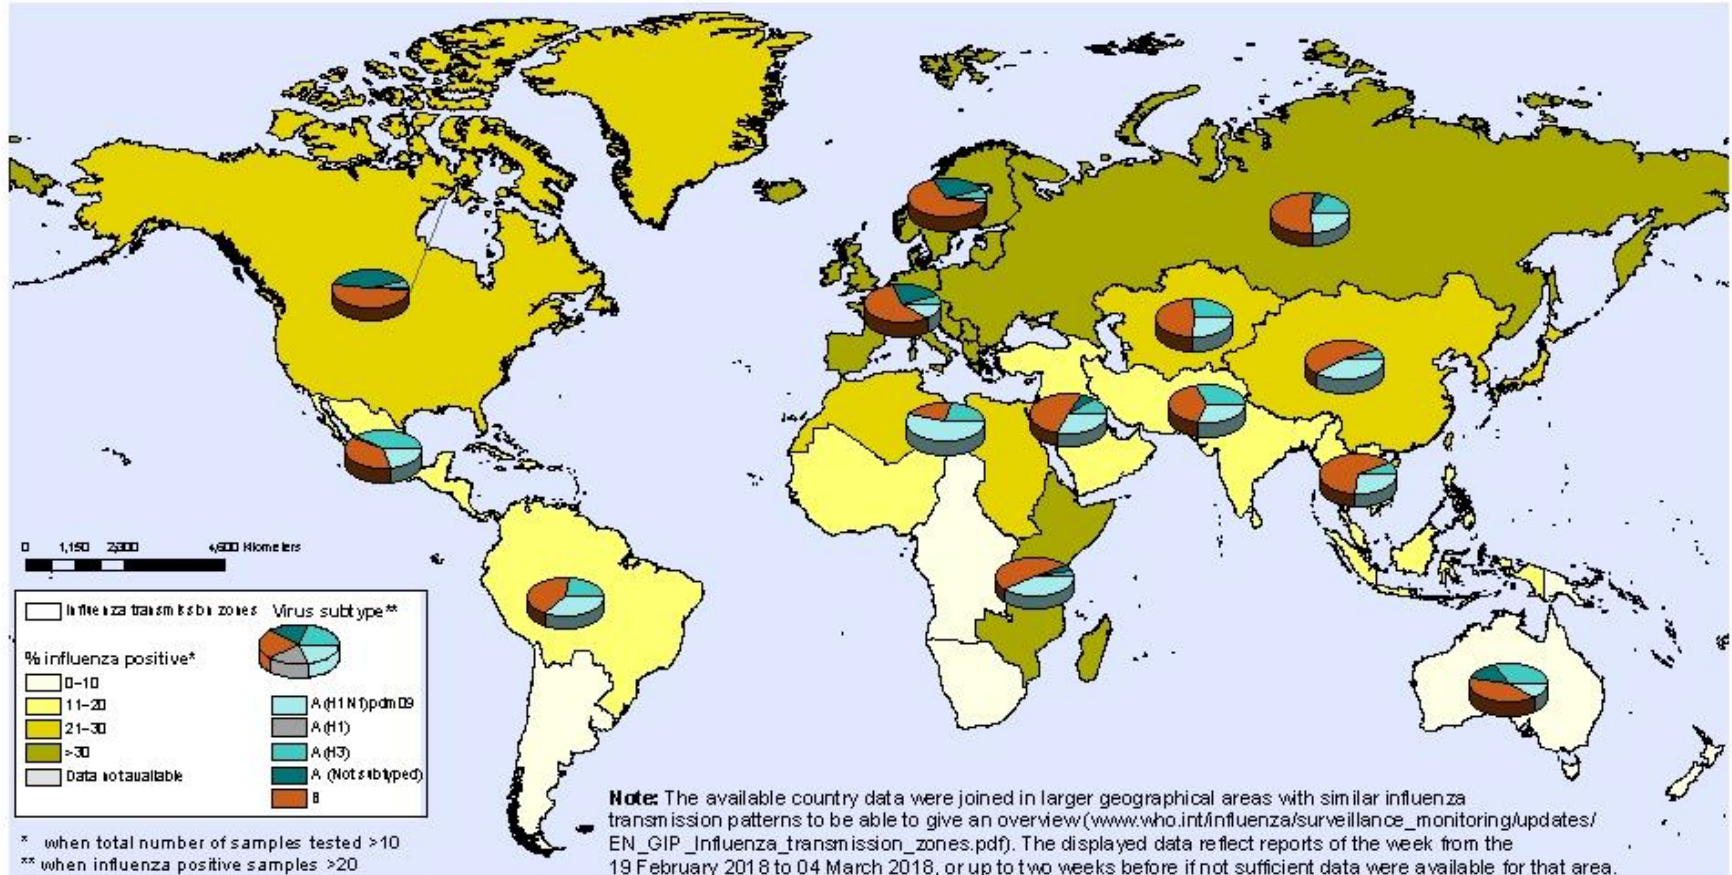 0 1,150 2,300 4,600 Kilometers
Influenza transmission zones
Virus subtype**
% influenza positive*
0-10
11-20
21-30
>30
Data not available
A(H1N1)pdm09
A(H1)
A(H3)
A (Not subtyped)
B
* when total number of samples tested >10
** when influenza positive samples >20
Note: The available country data were joined in larger geographical areas with similar influenza
transmission patterns to be able to give an overview (www.who.int/influenza/surveillance_monitoring/updates/
EN_GIP_Influenza_transmission_zones.pdf). The displayed data reflect reports of the week from the
19 February 2018 to 04 March 2018, or up to two weeks before if not sufficient data were available for that area.